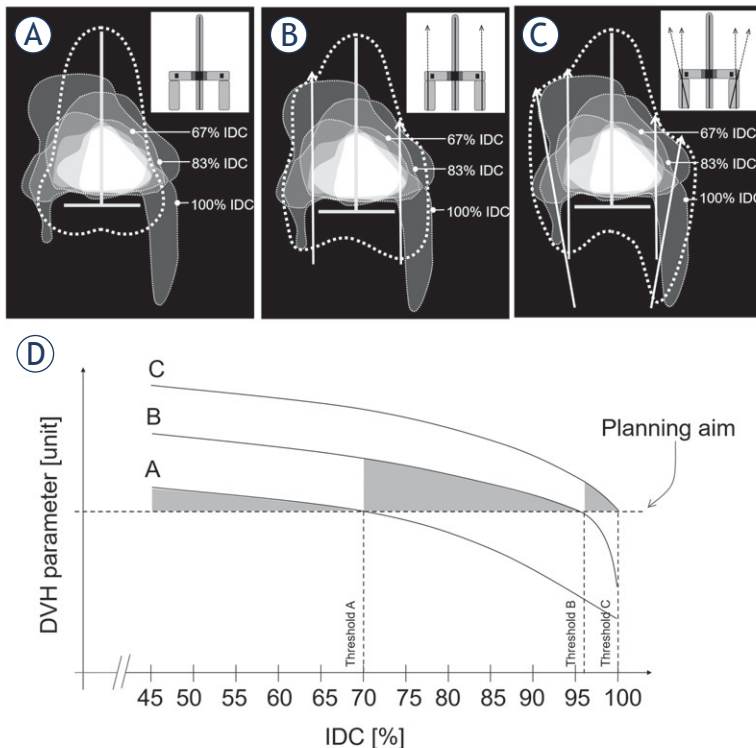 A
B
C
67% IDC
83% IDC
100% IDC
67% IDC
83% IDC
100% IDC
67% IDC
83% IDC
100% IDC
D
C
B
A
Planning aim
DVH parameter [unit]
Threshold A
Threshold B
Threshold C
45 50 55 60 65 70 75 80 85 90 95 100
IDC [%]